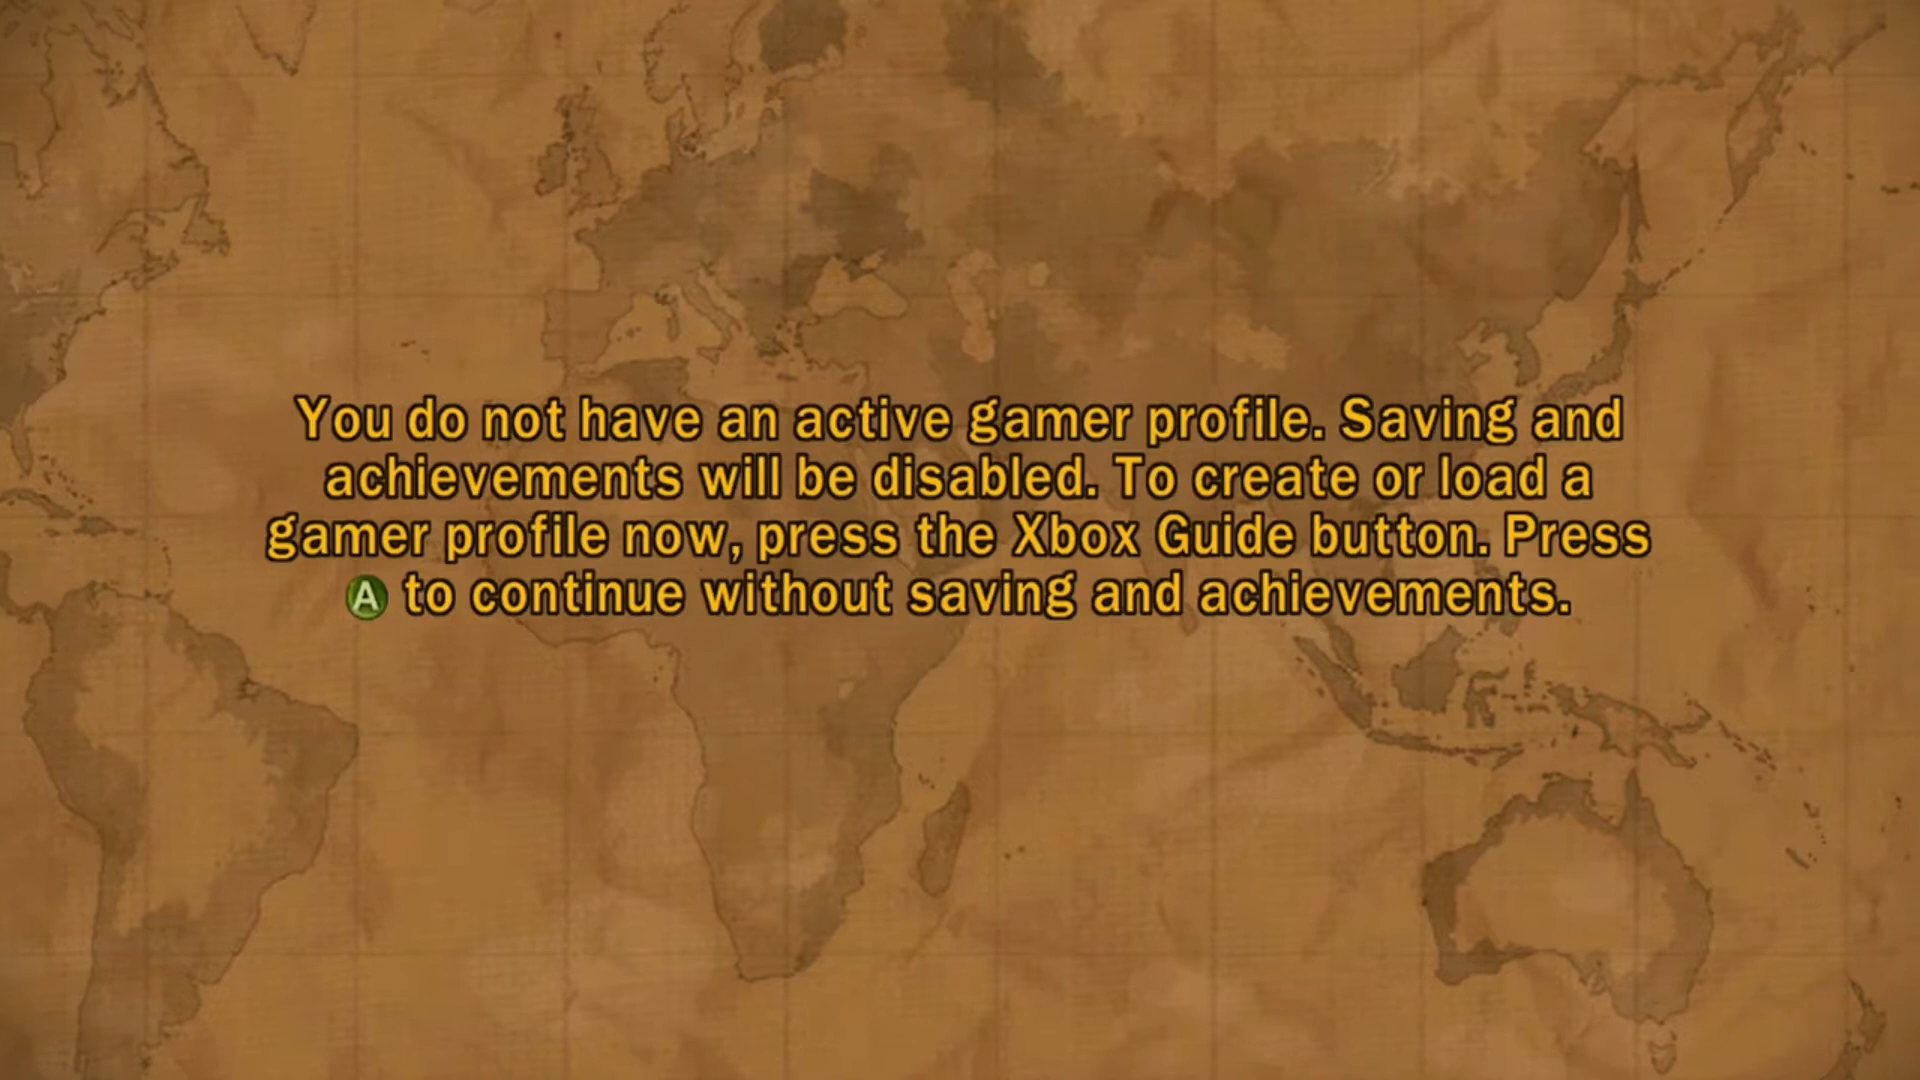 You do not have an active gamer profile. Saving and
achievements will be disabled. To create or load a
gamer profile now, press the Xbox Guide button. Press
A to continue without saving and achievements.